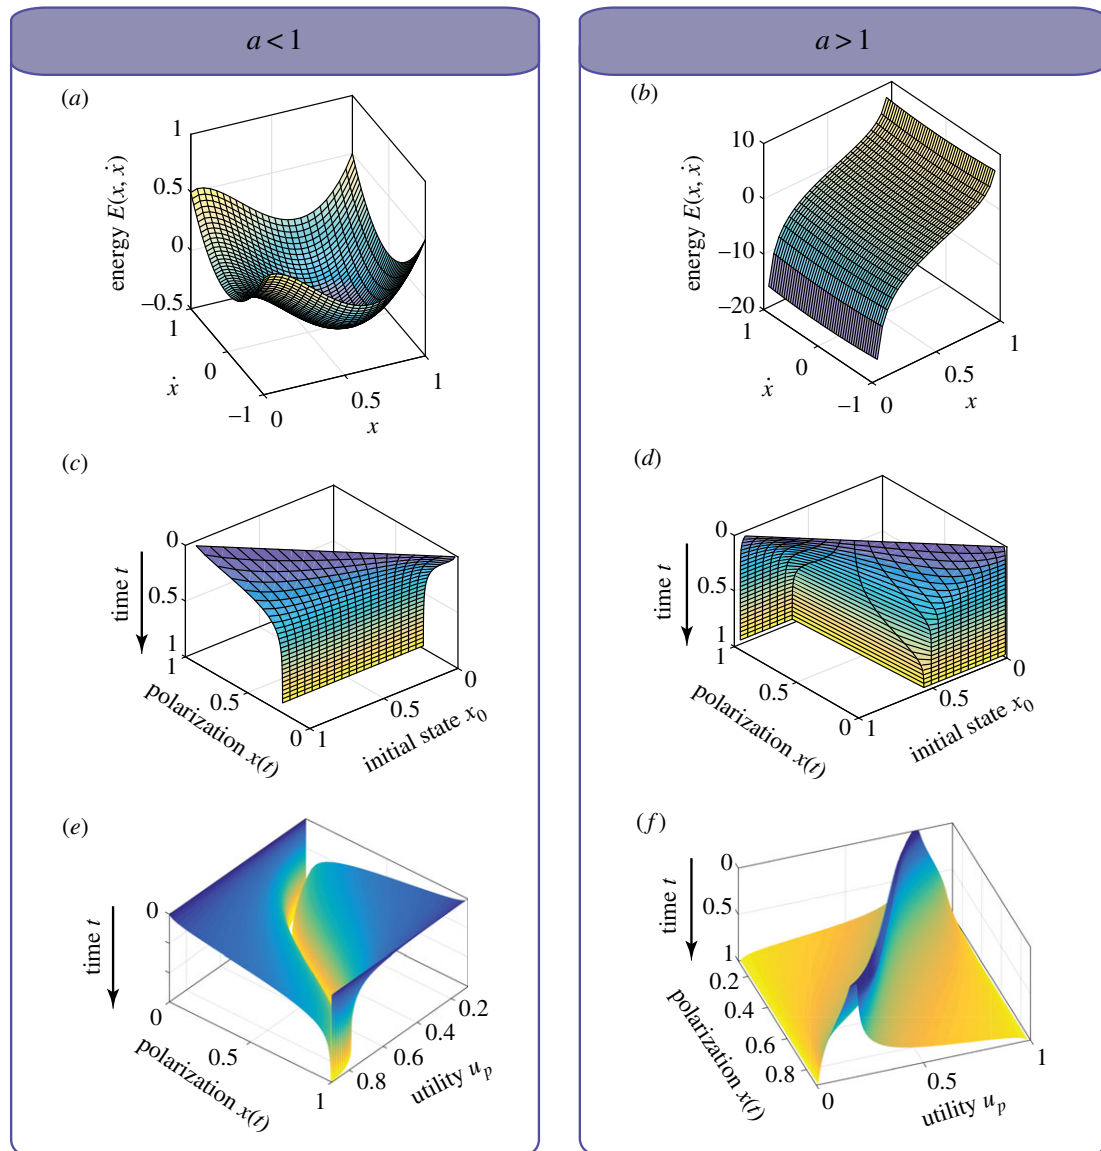 a < 1
a > 1
(a)
1
0.5
0
–0.5
energy E(x, ẋ)
1
0
–1
ẋ
0
0.5
1
x
(b)
10
0
–10
–20
energy E(x, ẋ)
1
0
–1
ẋ
0
0.5
1
x
(c)
0
0.5
1
time t
1
0.5
0
polarization x(t)
1
0.5
0
initial state x₀
(d)
0
0.5
1
time t
1
0.5
0
polarization x(t)
1
0.5
0
initial state x₀
(e)
0
time t
0
0.5
1
polarization x(t)
0.8
0.6
0.4
0.2
utility uₚ
(f)
0
0.5
1
time t
0.2
0.4
0.6
0.8
polarization x(t)
0
0.5
1
utility uₚ